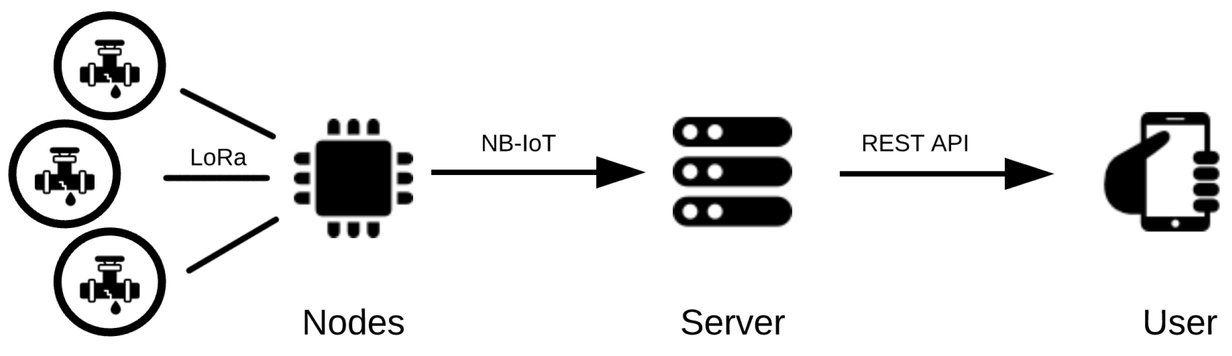 LoRa
NB-IoT
REST API
Nodes
Server
User